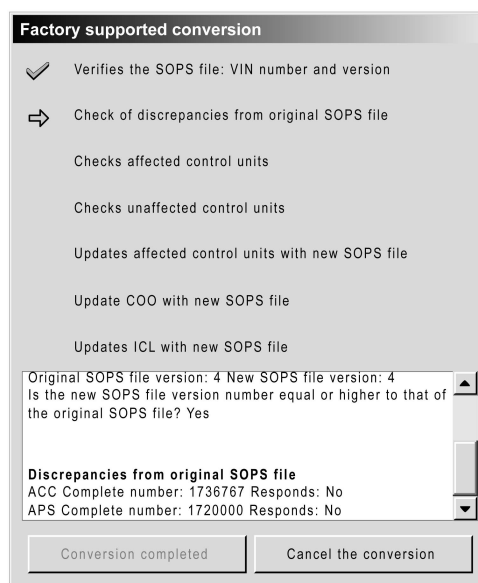 Factory supported conversion
Verifies the SOPS file: VIN number and version
Check of discrepancies from original SOPS file
Checks affected control units
Checks unaffected control units
Updates affected control units with new SOPS file
Update COO with new SOPS file
Updates ICL with new SOPS file
Original SOPS file version: 4 New SOPS file version: 4
Is the new SOPS file version number equal or higher to that of
the original SOPS file? Yes
Discrepancies from original SOPS file
ACC Complete number: 1736767 Responds: No
APS Complete number: 1720000 Responds: No
Conversion completed
Cancel the conversion